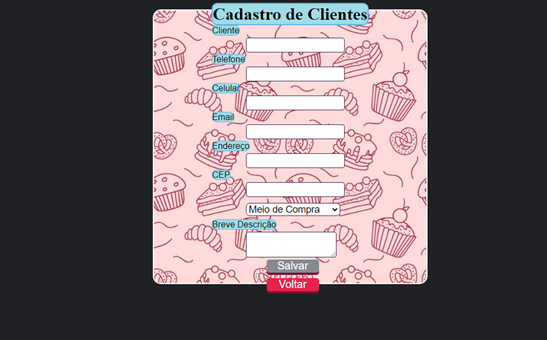 Cadastro de Clientes
Cliente
Telefone
Celular
Email
Endereço
CEP
Meio de Compra
Breve Descrição
Salvar
Voltar